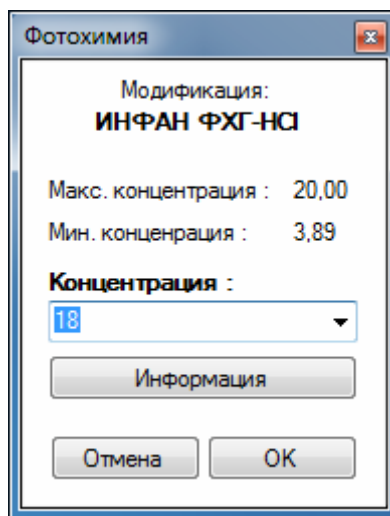 Фотохимия
Модификация:
ИНФАН ФХГ-HCl
Макс. концентрация : 20,00
Мин. конценрация : 3,89
Концентрация :
18
Информация
Отмена OK